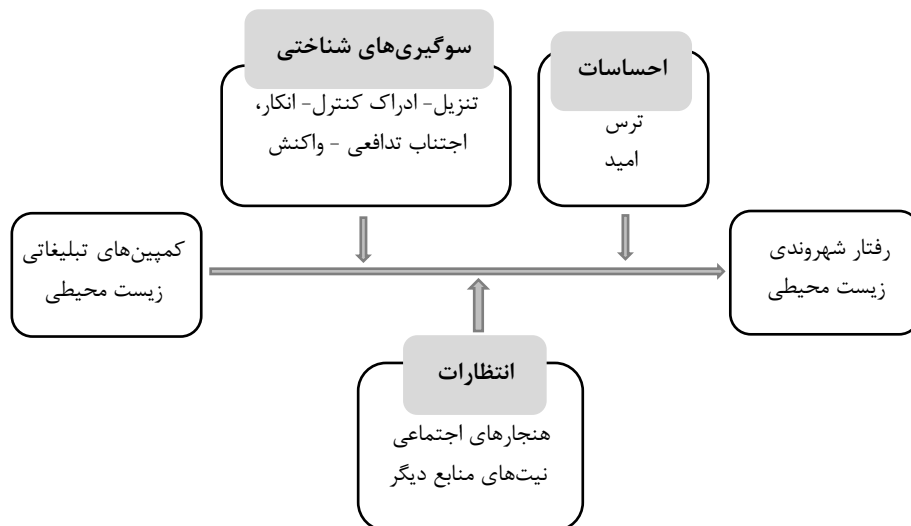 سوگیری‌های شناختی
تنزیل- ادراک کنترل- انکار،
اجتناب تدافعی - واکنش
احساسات
ترس
امید
رفتار شهروندی
زیست محیطی
کمپین‌های تبلیغاتی
زیست محیطی
انتظارات
هنجارهای اجتماعی
نیت‌های منابع دیگر